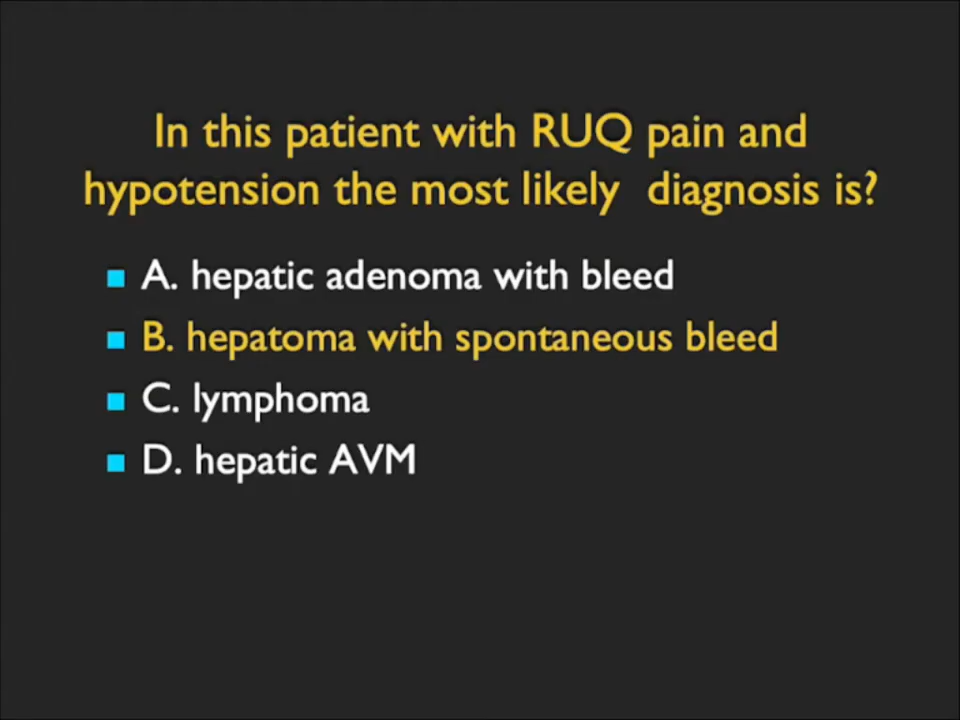 In this patient with RUQ pain and
hypotension the most likely diagnosis is?
A. hepatic adenoma with bleed
B. hepatoma with spontaneous bleed
C. lymphoma
D. hepatic AVM